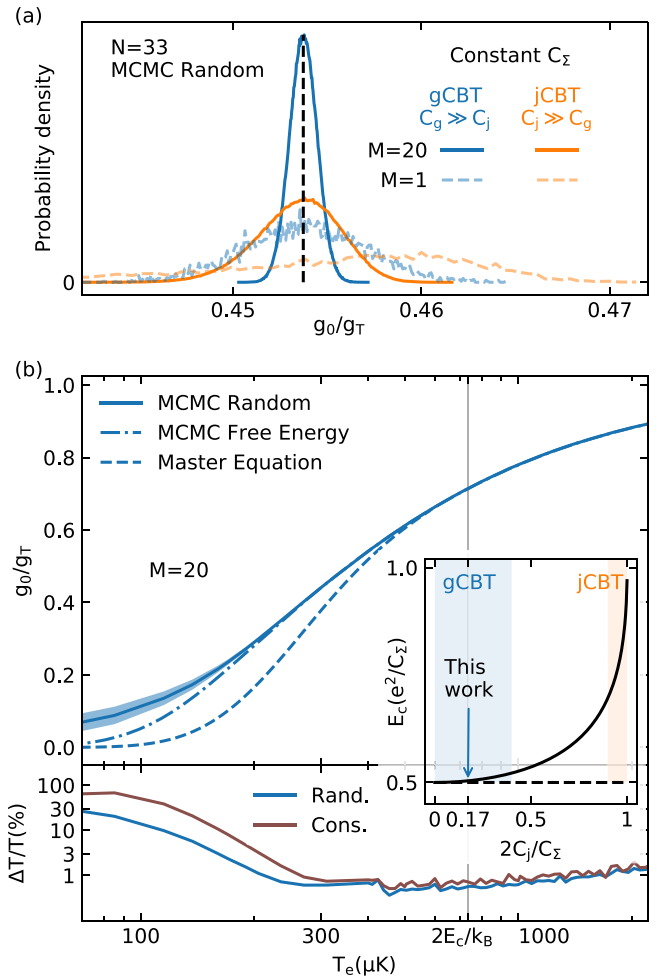 (a)
N=33
MCMC Random
Constant C_Σ
gCBT jCBT
C_g ≫ C_j C_j ≫ C_g
M=20
M=1
Probability density
0
0.45 0.46 0.47
g_0/g_T
(b)
1.0
0.8
0.6
0.4
0.2
0.0
g_0/g_T
MCMC Random
MCMC Free Energy
Master Equation
M=20
1.0
gCBT jCBT
E_c(e^2/C_Σ)
This
work
0.5
0 0.17 0.5 1
2C_j/C_Σ
100
30
10
3
1
ΔT/T(%)
Rand.
Cons.
100 300 2E_c/k_B 1000
T_e(μK)